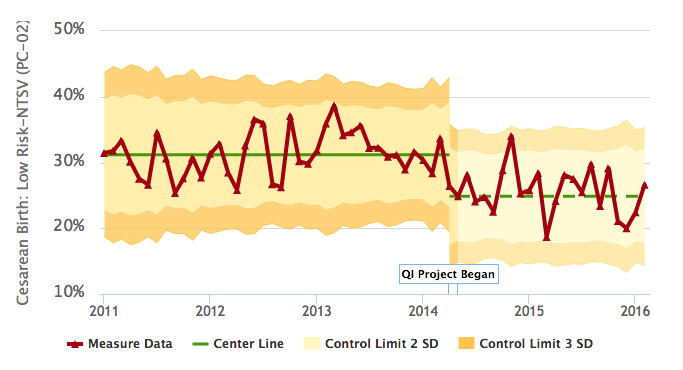 Cesarean Birth: Low Risk-NTSV (PC-02)
50%
40%
30%
20%
10%
QI Project Began
2011
2012
2013
2014
2015
2016
Measure Data
Center Line
Control Limit 2 SD
Control Limit 3 SD